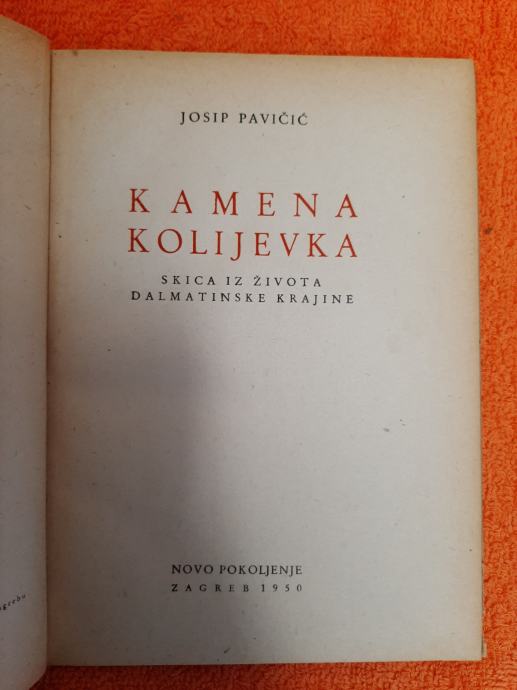 JOSIP PAVIČIĆ
KAMENA
KOLIJEVKA
SKICA IZ ŽIVOTA
DALMATINSKE KRAJINE
NOVO POKOLJENJE
ZAGREB 1950